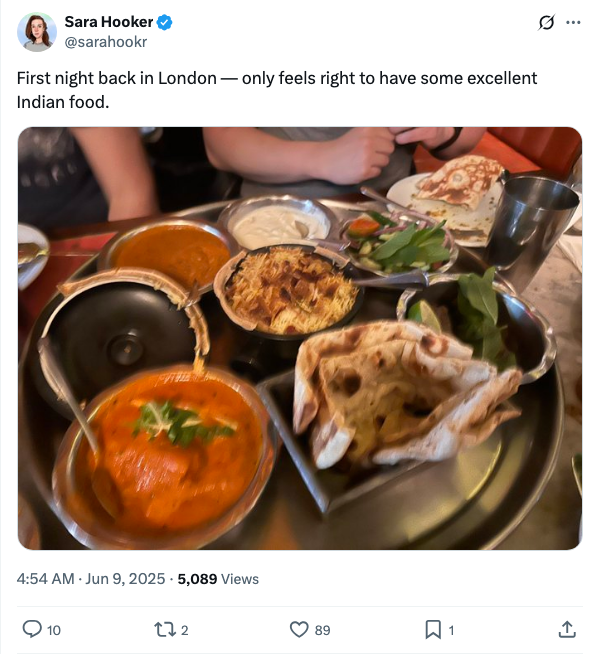 Sara Hooker
@sarahookr
First night back in London — only feels right to have some excellent
Indian food.
4:54 AM · Jun 9, 2025 · 5,089 Views
10 2 89 1